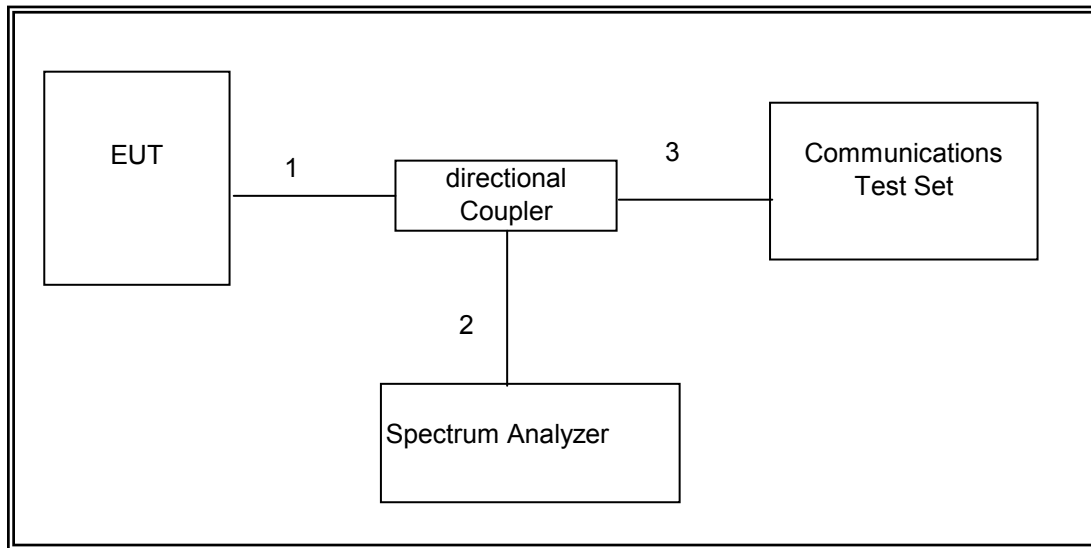 EUT
1
directional
Coupler
3
Communications
Test Set
2
Spectrum Analyzer